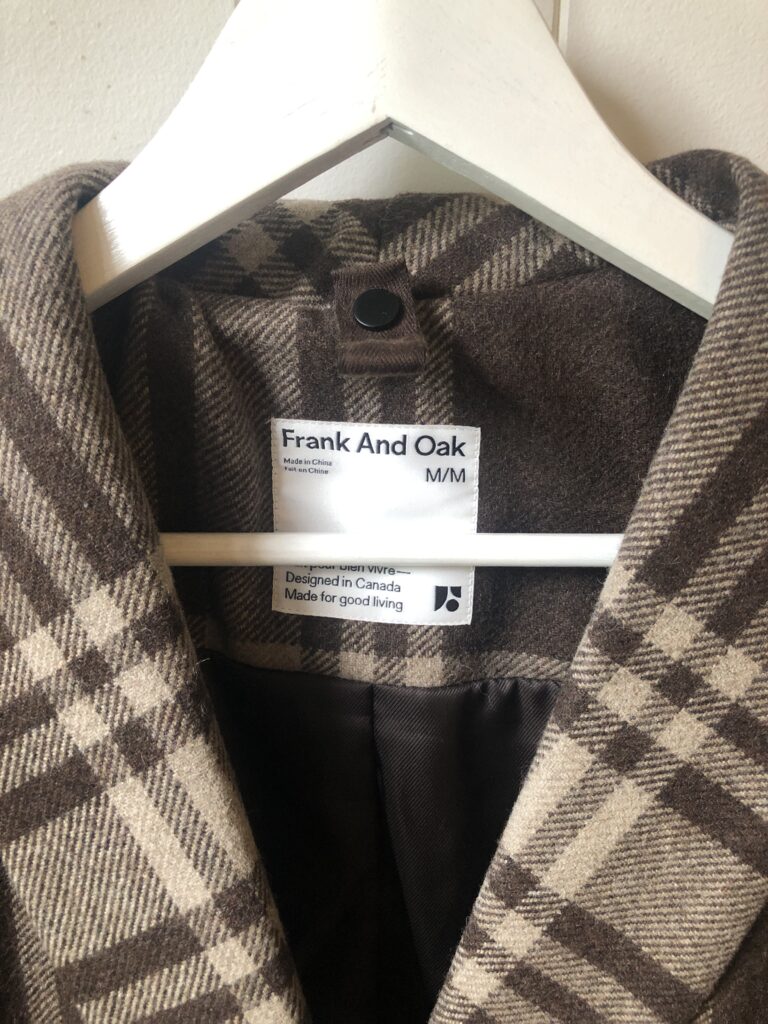 Frank And Oak
Made in China
Fait en Chine
M/M
pour bien vivre—
Designed in Canada
Made for good living